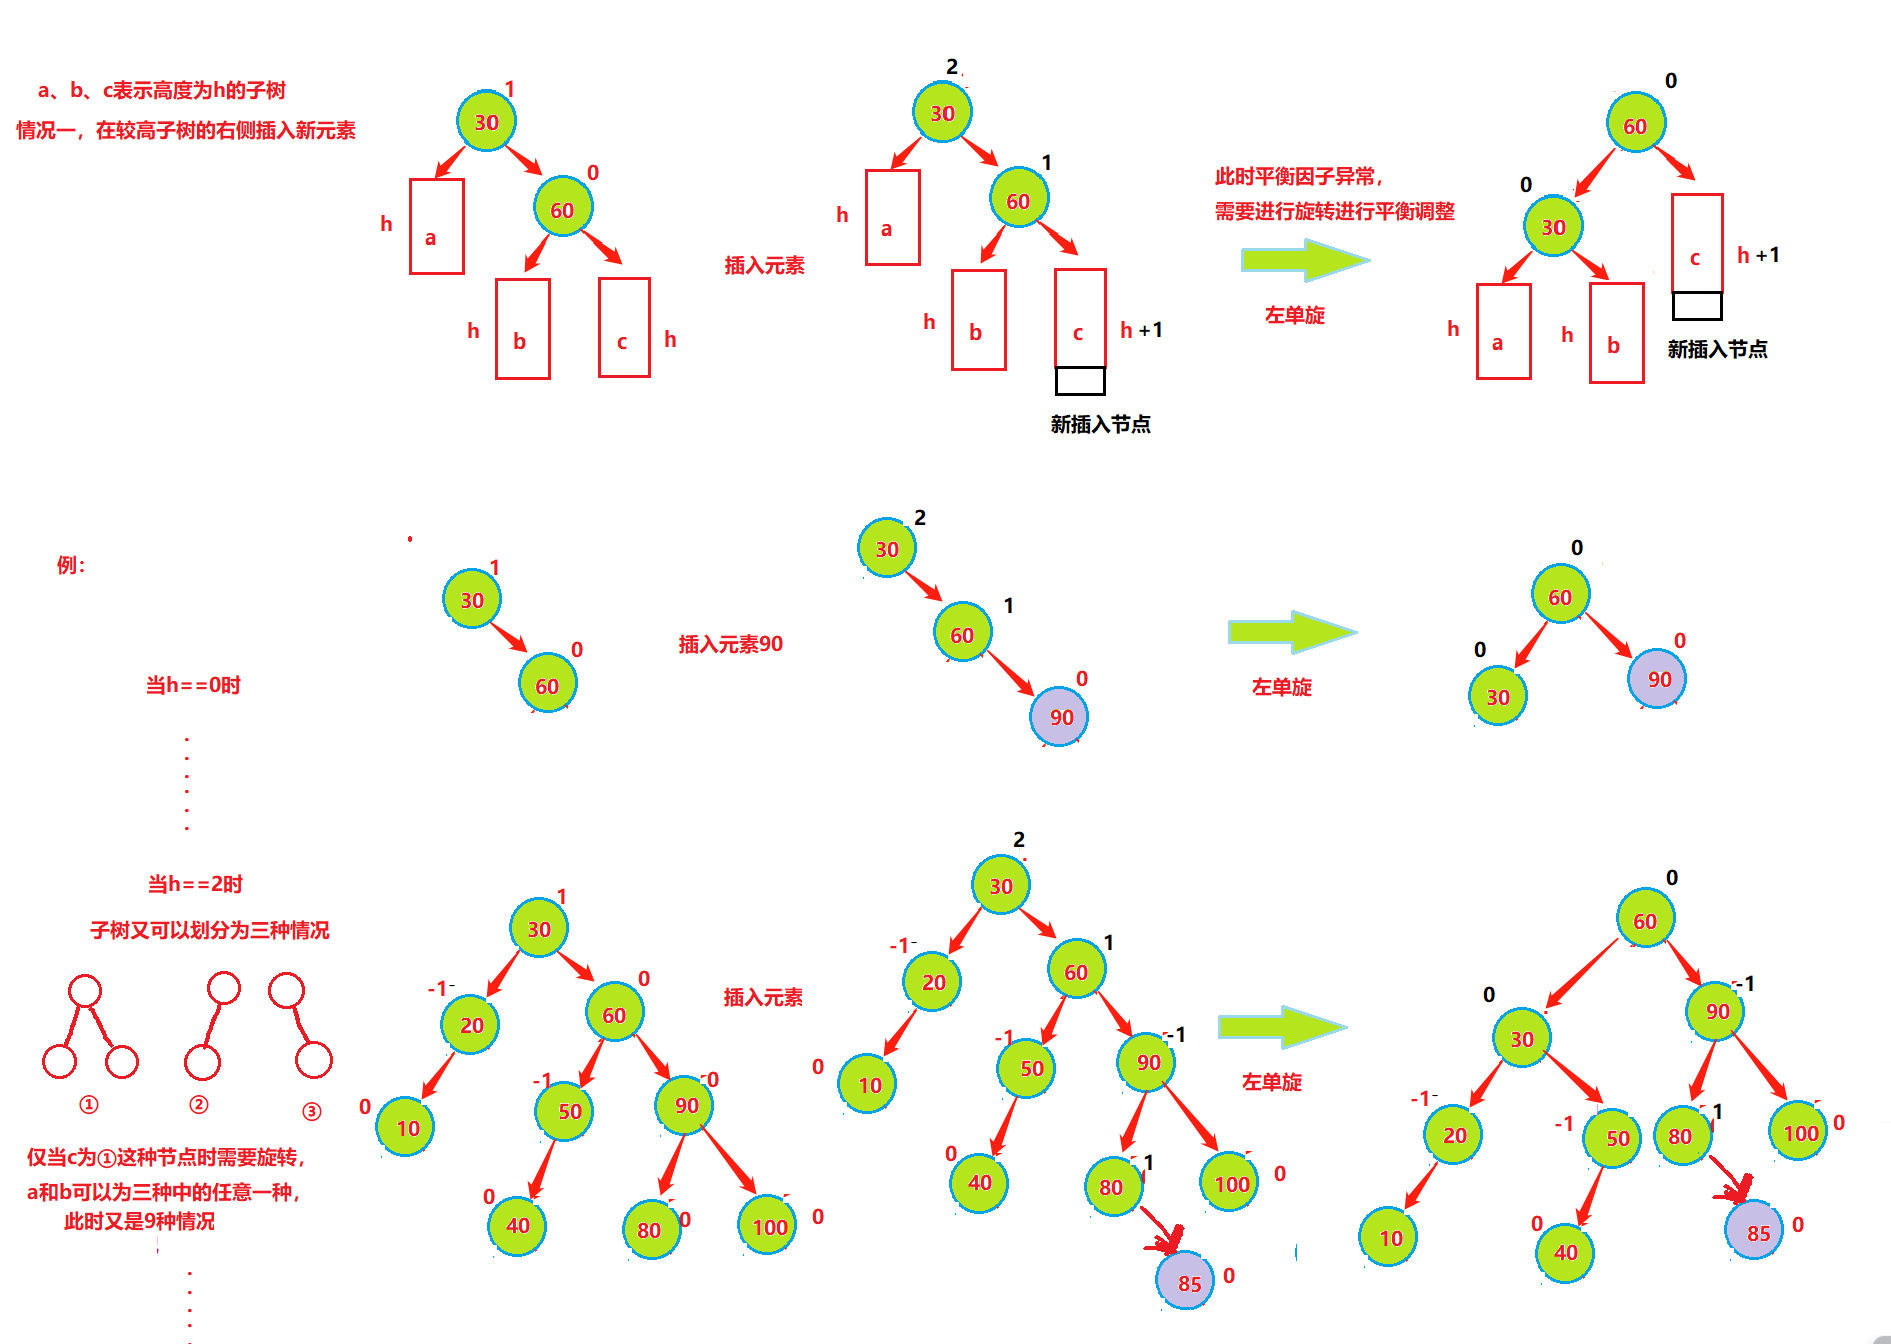 a、b、c表示高度为h的子树
情况一，在较高子树的右侧插入新元素
1
30
0
60
h
a
h
b
c
h
插入元素
2
30
1
60
h
a
h
b
c
h +1
新插入节点
此时平衡因子异常，
需要进行旋转进行平衡调整
左单旋
0
60
0
30
c
h +1
h
a
h
b
新插入节点
例：
当h==0时
1
30
0
60
插入元素90
2
30
1
60
0
90
左单旋
0
60
0
30
0
90
当h==2时
子树又可以划分为三种情况
①
②
③
仅当c为①这种节点时需要旋转，
a和b可以为三种中的任意一种，
此时又是9种情况
1
30
-1
20
0
60
0
10
-1
50
0
90
0
40
80
0
100
0
插入元素
2
30
-1
20
1
60
0
10
-1
50
-1
90
0
40
80
1
100
0
85
0
左单旋
0
60
0
30
90
-1
-1
20
-1
50
80
1
100
0
10
0
40
85
0